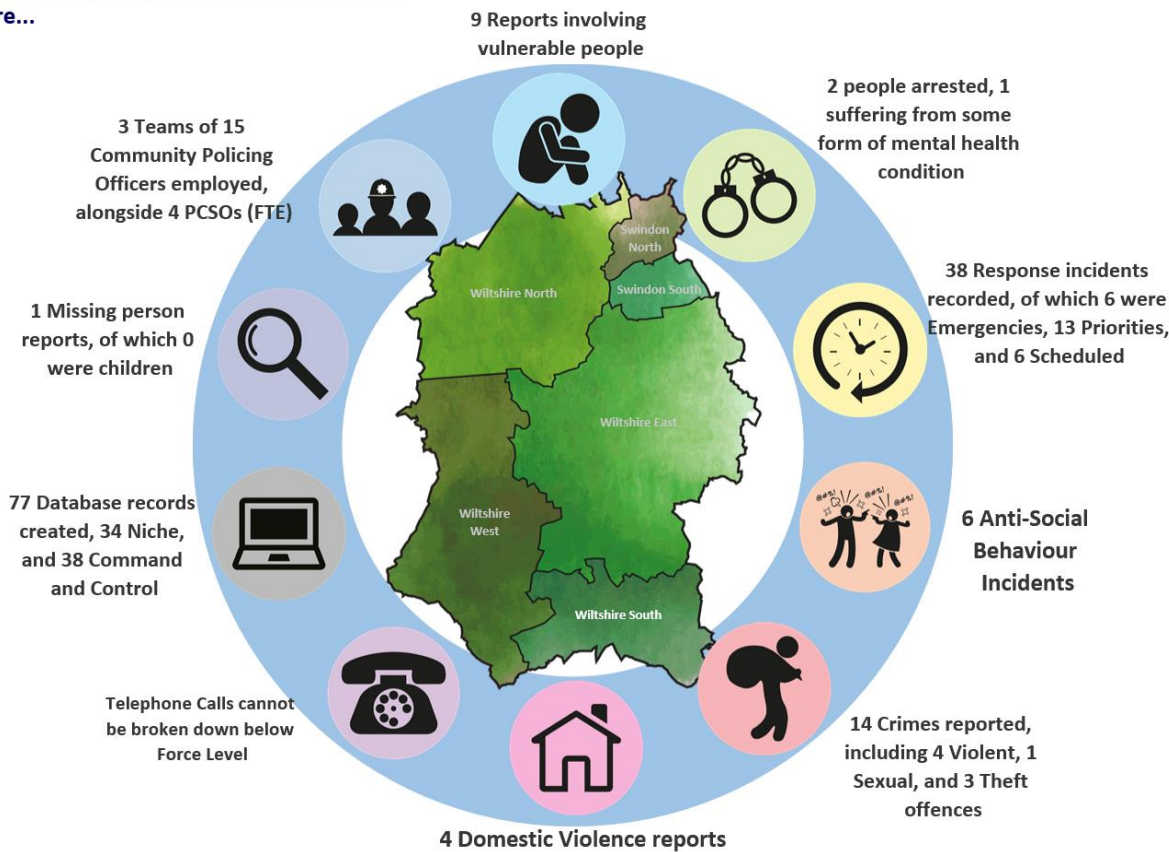 re...
9 Reports involving
vulnerable people
2 people arrested, 1
suffering from some
form of mental health
condition
3 Teams of 15
Community Policing
Officers employed,
alongside 4 PCSOs (FTE)
38 Response incidents
recorded, of which 6 were
Emergencies, 13 Priorities,
and 6 Scheduled
1 Missing person
reports, of which 0
were children
Swindon
North
Swindon South
Wiltshire North
Wiltshire East
Wiltshire
West
Wiltshire South
77 Database records
created, 34 Niche,
and 38 Command
and Control
@#%!
@#%!
@#%!
6 Anti-Social
Behaviour
Incidents
Telephone Calls cannot
be broken down below
Force Level
14 Crimes reported,
including 4 Violent, 1
Sexual, and 3 Theft
offences
4 Domestic Violence reports